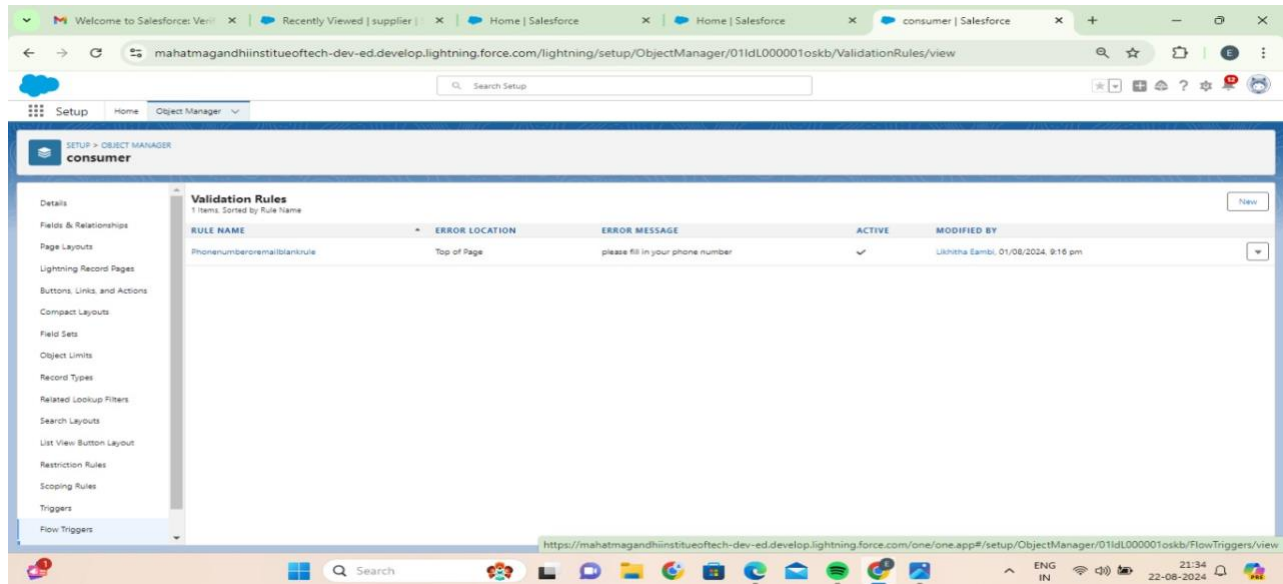 Welcome to Salesforce: Veri
Recently Viewed | supplier |
Home | Salesforce
Home | Salesforce
consumer | Salesforce
mahatmagandhiinstitueoftech-dev-ed.develop.lightning.force.com/lightning/setup/ObjectManager/01IdL000001oskb/ValidationRules/view
E
Search Setup
12
Setup
Home
Object Manager
SETUP > OBJECT MANAGER
consumer
Details
Fields & Relationships
Page Layouts
Lightning Record Pages
Buttons, Links, and Actions
Compact Layouts
Field Sets
Object Limits
Record Types
Related Lookup Filters
Search Layouts
List View Button Layout
Restriction Rules
Scoping Rules
Triggers
Flow Triggers
Validation Rules
1 Items, Sorted by Rule Name
New
RULE NAME ERROR LOCATION ERROR MESSAGE ACTIVE MODIFIED BY
Phonenumberoremailblankrule Top of Page please fill in your phone number ✓ Likhitha Eambi, 01/08/2024, 9:16 pm
https://mahatmagandhiinstitueoftech-dev-ed.develop.lightning.force.com/one/one.app#/setup/ObjectManager/01IdL000001oskb/FlowTriggers/view
Search
ENG
IN
21:34
22-08-2024